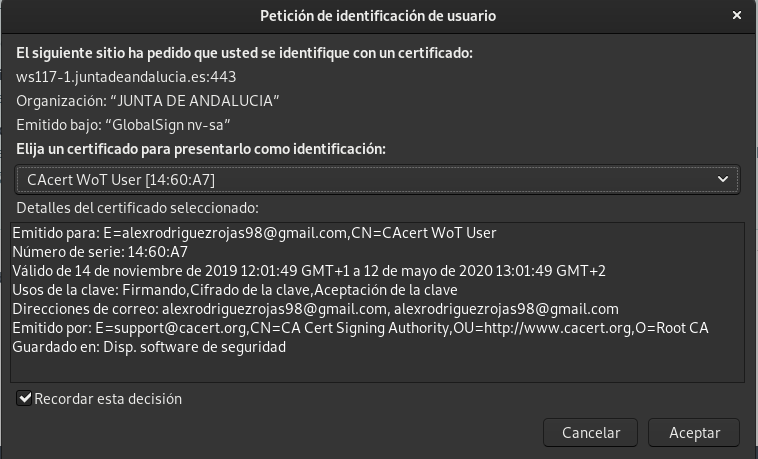 Petición de identificación de usuario
El siguiente sitio ha pedido que usted se identifique con un certificado:
ws117-1.juntadeandalucia.es:443
Organización: “JUNTA DE ANDALUCIA”
Emitido bajo: “GlobalSign nv-sa”
Elija un certificado para presentarlo como identificación:
CAcert WoT User [14:60:A7]
Detalles del certificado seleccionado:
Emitido para: E=alexrodriguezrojas98@gmail.com,CN=CAcert WoT User
Número de serie: 14:60:A7
Válido de 14 de noviembre de 2019 12:01:49 GMT+1 a 12 de mayo de 2020 13:01:49 GMT+2
Usos de la clave: Firmando,Cifrado de la clave,Aceptación de la clave
Direcciones de correo: alexrodriguezrojas98@gmail.com, alexrodriguezrojas98@gmail.com
Emitido por: E=support@cacert.org,CN=CA Cert Signing Authority,OU=http://www.cacert.org,O=Root CA
Guardado en: Disp. software de seguridad
Recordar esta decisión
Cancelar Aceptar